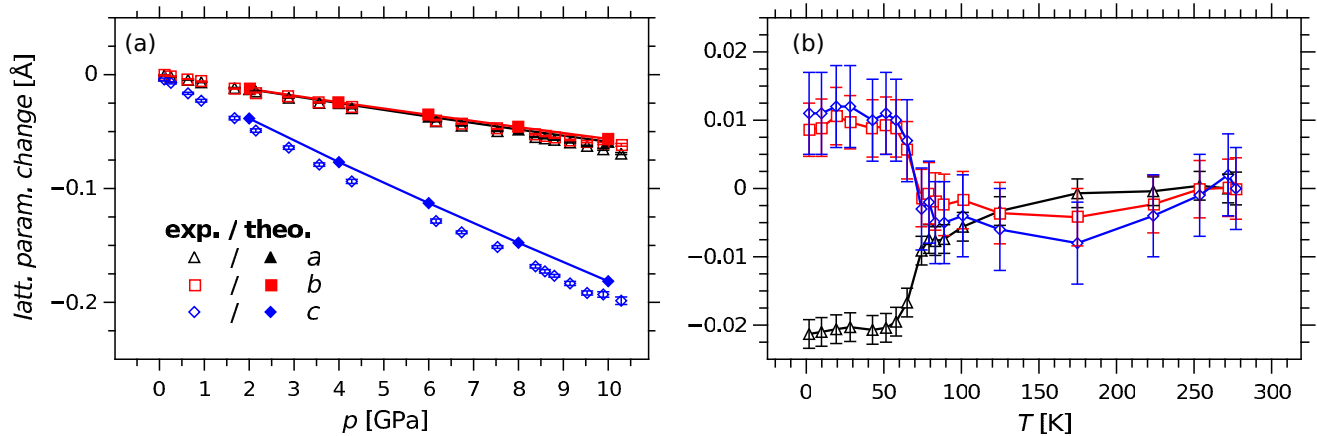 (a)
latt. param. change [Å]
0
−0.1
−0.2
exp. / theo.
/ a
/ b
/ c
0 1 2 3 4 5 6 7 8 9 10
p [GPa]
(b)
0.02
0.01
0
−0.01
−0.02
0 50 100 150 200 250 300
T [K]